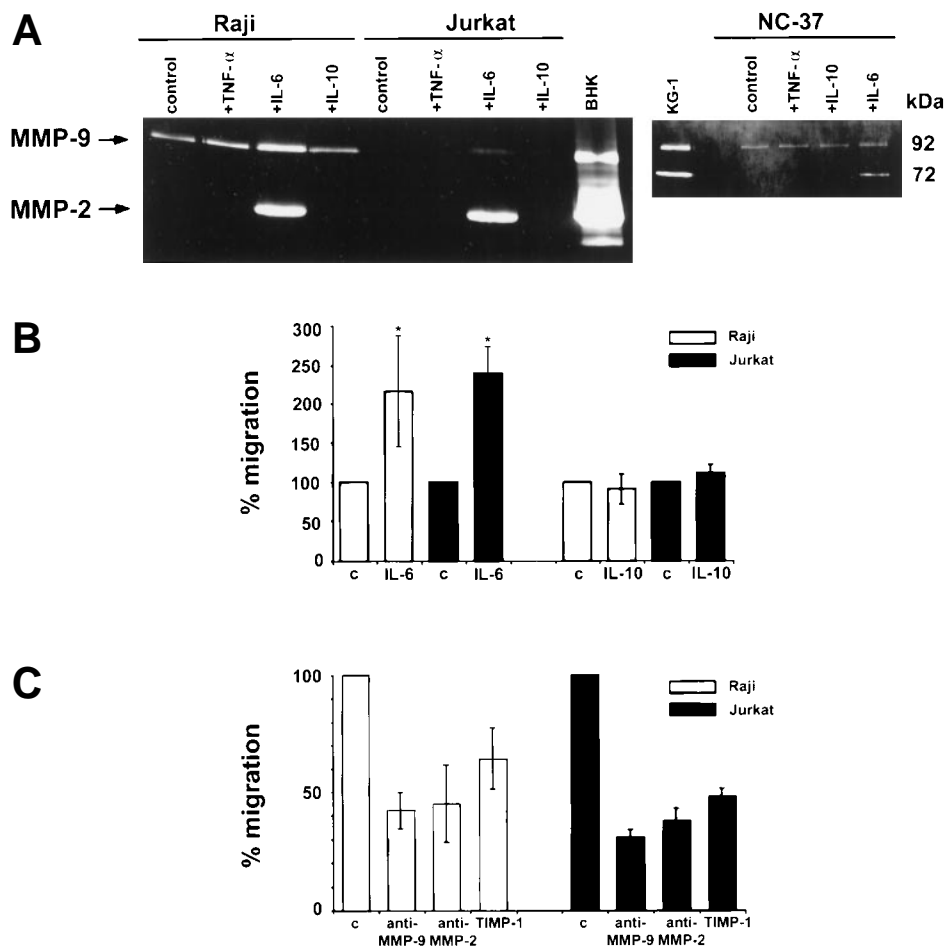 A
Raji Jurkat NC-37
control +TNF-α +IL-6 +IL-10 control +TNF-α +IL-6 +IL-10 BHK KG-1 control +TNF-α +IL-10 +IL-6 kDa
MMP-9 92
72
MMP-2
B
300
250
200
150
100
50
0
% migration
* *
Raji
Jurkat
c IL-6 c IL-6 c IL-10 c IL-10
C
100
50
0
% migration
Raji
Jurkat
c anti- anti- TIMP-1 c anti- anti- TIMP-1
MMP-9 MMP-2 MMP-9 MMP-2